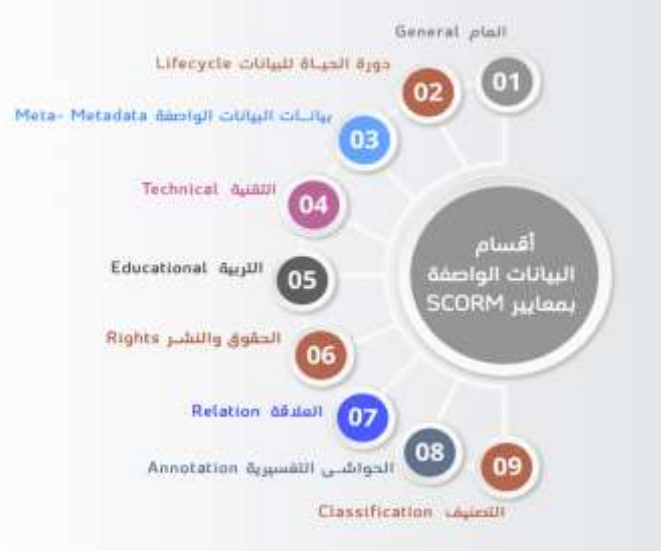 أقسام
البيانات الواصفة
بمعايير SCORM
01
العام General
02
دورة الحياة للبيانات Lifecycle
03
بيانات البيانات الواصفة Meta- Metadata
04
التقنية Technical
05
التربية Educational
06
الحقوق والنشر Rights
07
العلاقة Relation
08
الحواشي التفسيرية Annotation
09
التصنيف Classification